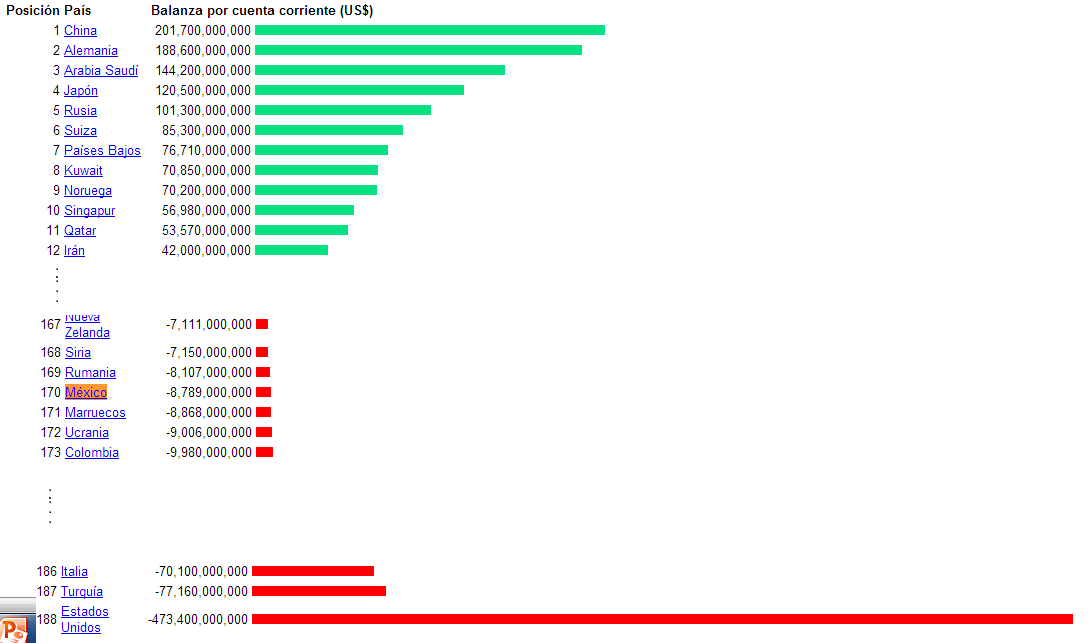 Posición País Balanza por cuenta corriente (US$)
1 China 201,700,000,000
2 Alemania 188,600,000,000
3 Arabia Saudí 144,200,000,000
4 Japón 120,500,000,000
5 Rusia 101,300,000,000
6 Suiza 85,300,000,000
7 Países Bajos 76,710,000,000
8 Kuwait 70,850,000,000
9 Noruega 70,200,000,000
10 Singapur 56,980,000,000
11 Qatar 53,570,000,000
12 Irán 42,000,000,000
Nueva
167 Zelanda -7,111,000,000
168 Siria -7,150,000,000
169 Rumania -8,107,000,000
170 México -8,789,000,000
171 Marruecos -8,868,000,000
172 Ucrania -9,006,000,000
173 Colombia -9,980,000,000
186 Italia -70,100,000,000
187 Turquía -77,160,000,000
Estados
188 Unidos -473,400,000,000